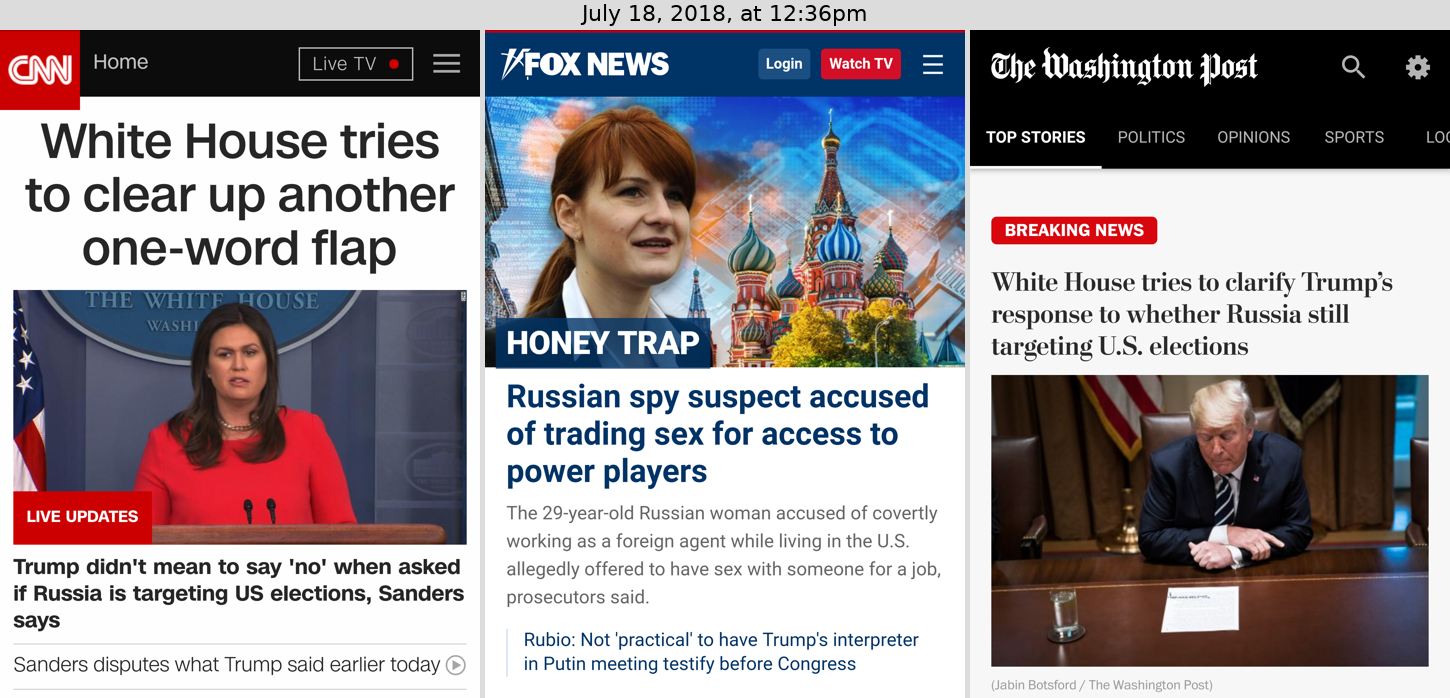 July 18, 2018, at 12:36pm
CNN
Home
Live TV
White House tries
to clear up another
one-word flap
THE WHITE HOUSE
WASHI
LIVE UPDATES
Trump didn't mean to say 'no' when asked
if Russia is targeting US elections, Sanders
says
Sanders disputes what Trump said earlier today
FOX NEWS
Login
Watch TV
HONEY TRAP
Russian spy suspect accused
of trading sex for access to
power players
The 29-year-old Russian woman accused of covertly
working as a foreign agent while living in the U.S.
allegedly offered to have sex with someone for a job,
prosecutors said.
Rubio: Not 'practical' to have Trump's interpreter
in Putin meeting testify before Congress
The Washington Post
TOP STORIES
POLITICS
OPINIONS
SPORTS
LOC
BREAKING NEWS
White House tries to clarify Trump’s
response to whether Russia still
targeting U.S. elections
(Jabin Botsford / The Washington Post)